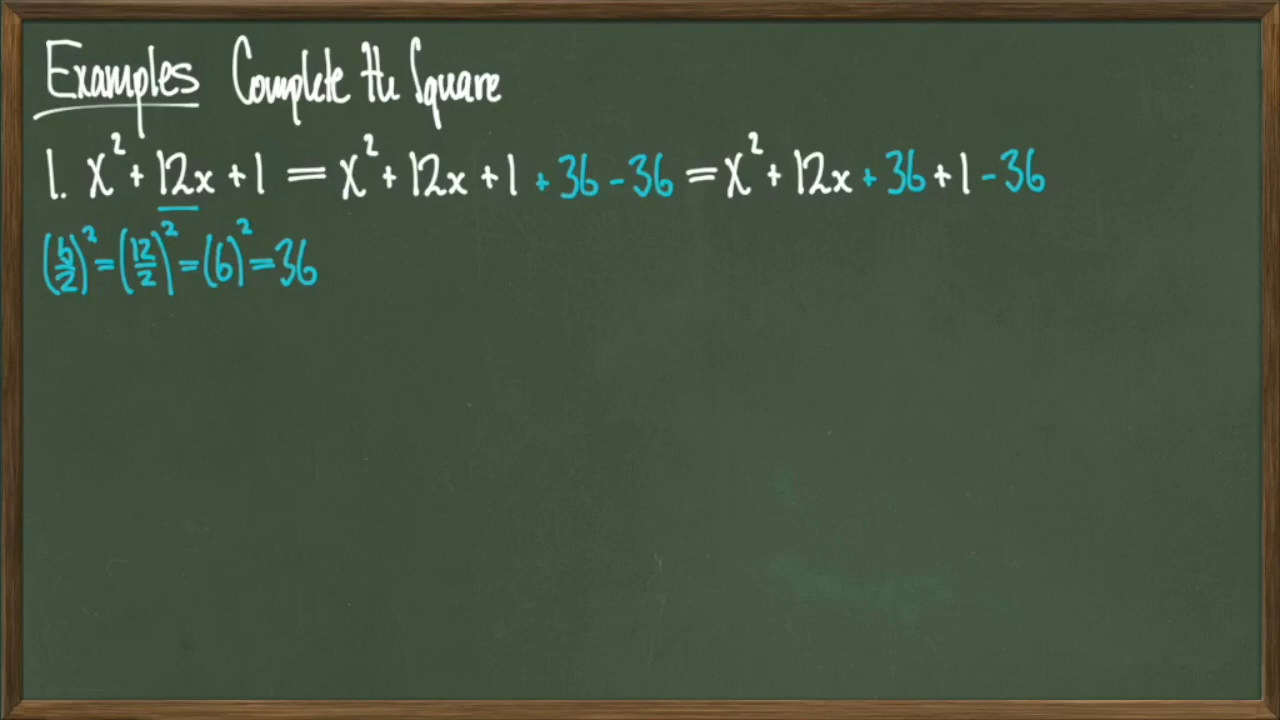 Examples Complete the Square
1. x² + 12x + 1 = x² + 12x + 1 + 36 - 36 = x² + 12x + 36 + 1 - 36
(b/2)² = (12/2)² = (6)² = 36